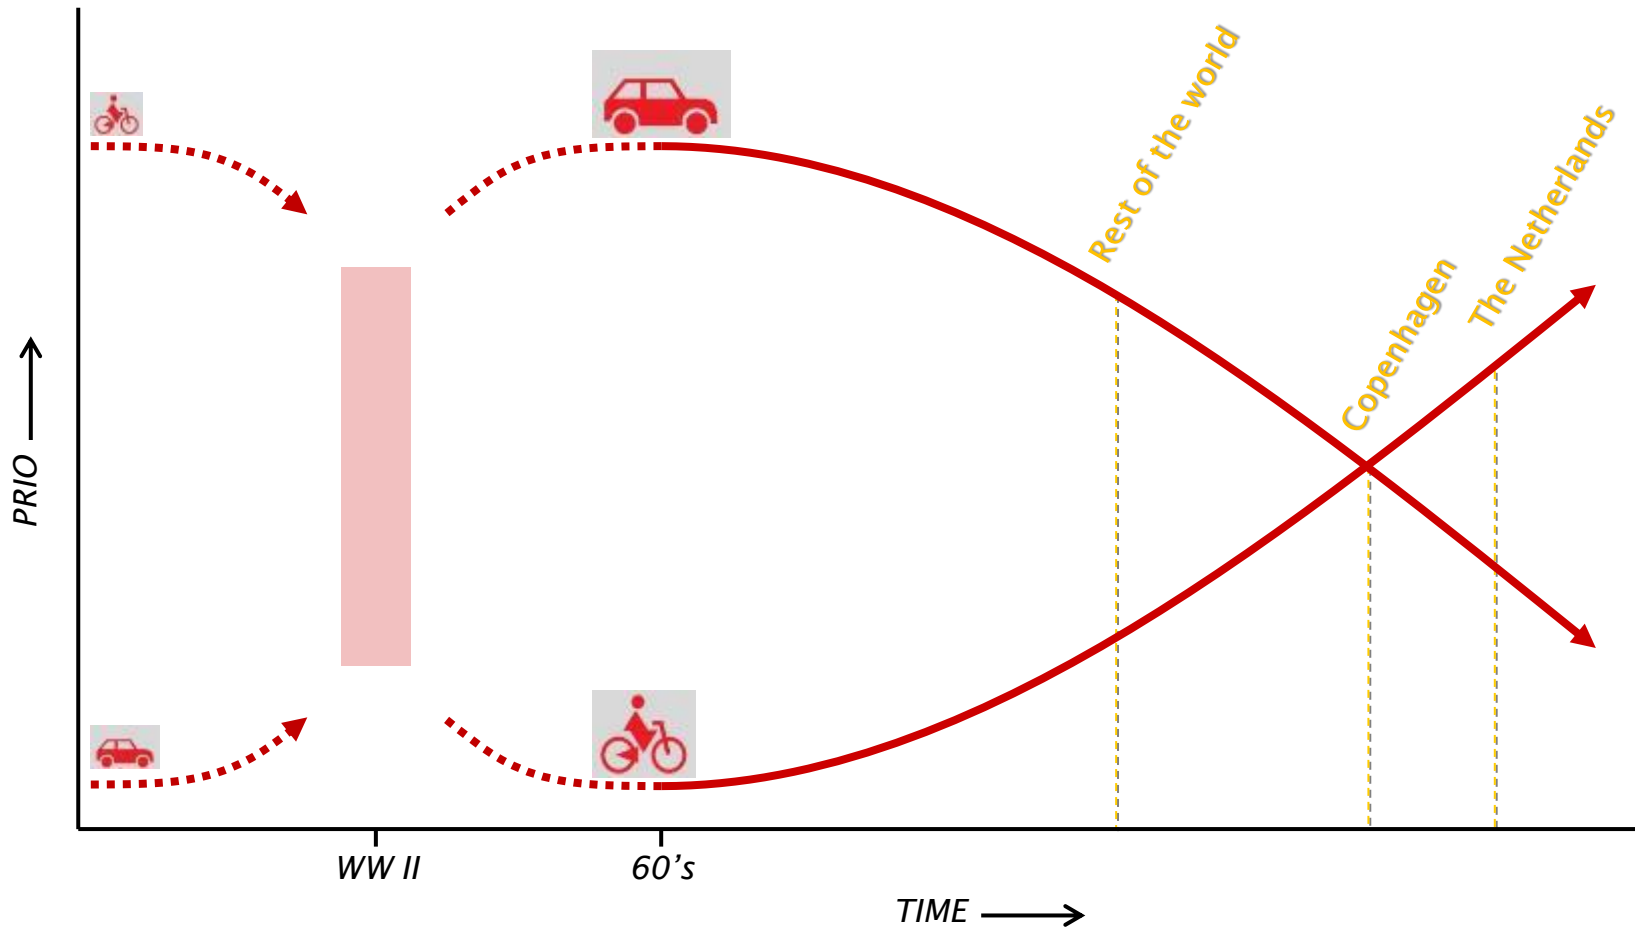 Rest of the world
The Netherlands
Copenhagen
PRIO
WW II
60's
TIME